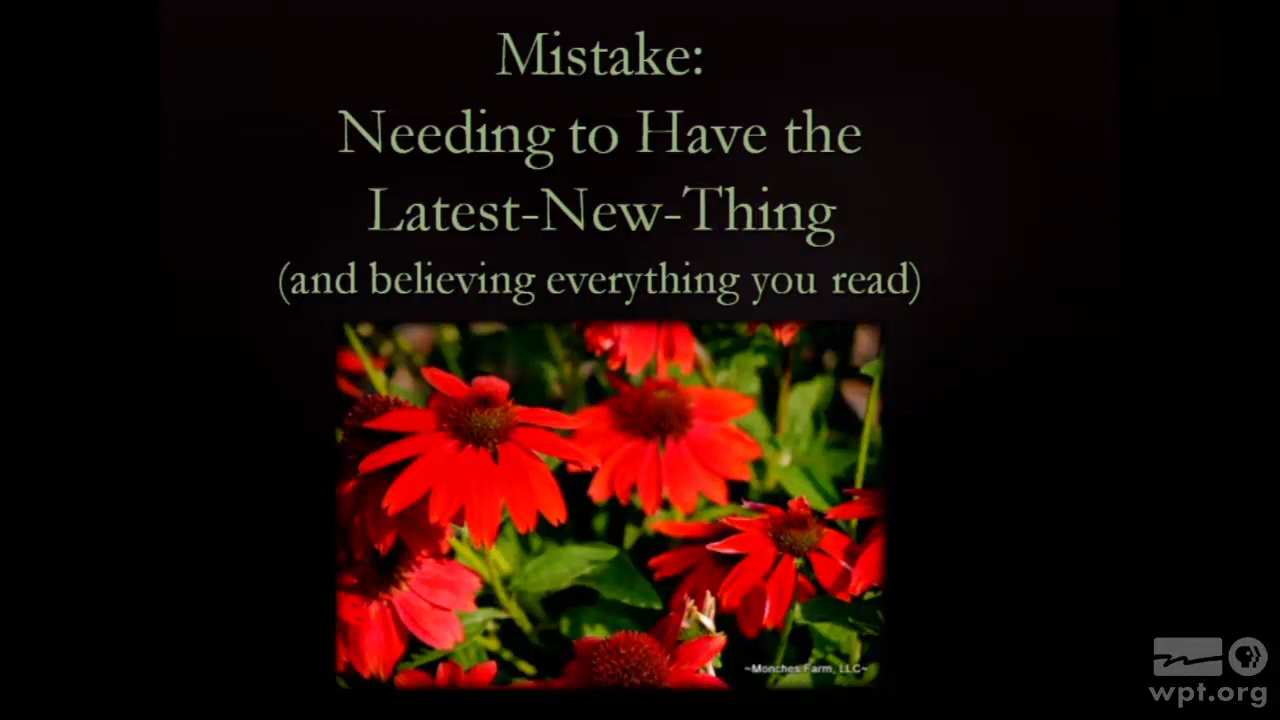 Mistake:
Needing to Have the
Latest-New-Thing
(and believing everything you read)
~Monches Farm, LLC~
wpt.org